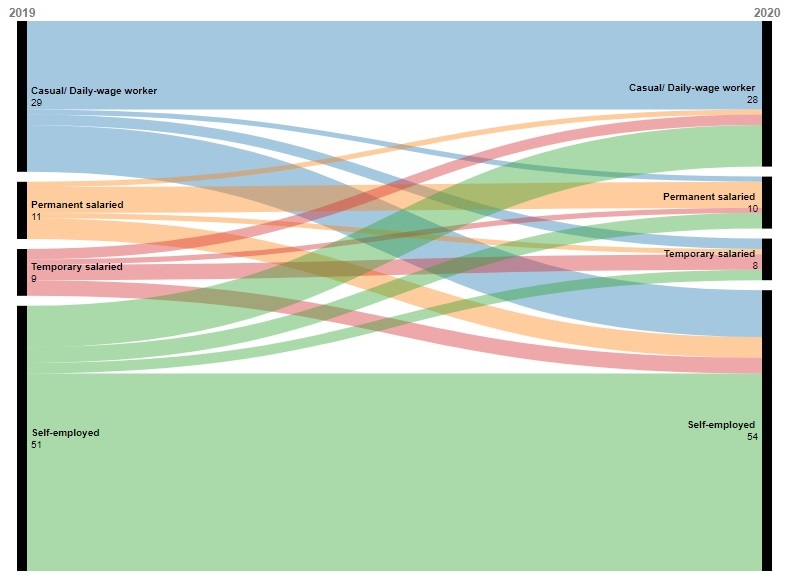 2019
2020
Casual/ Daily-wage worker
29
Casual/ Daily-wage worker
28
Permanent salaried
11
Permanent salaried
10
Temporary salaried
9
Temporary salaried
8
Self-employed
51
Self-employed
54